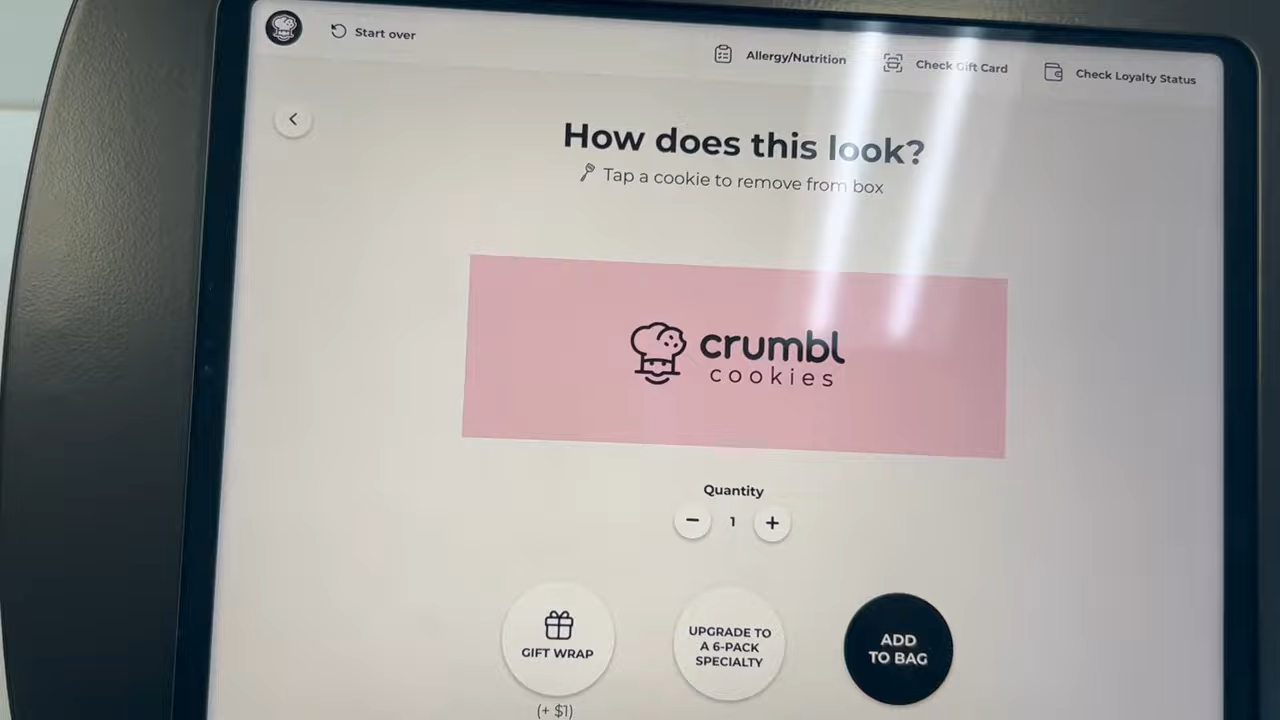 Start over
Allergy/Nutrition
Check Gift Card
Check Loyalty Status
How does this look?
Tap a cookie to remove from box
crumbl
cookies
Quantity
1
GIFT WRAP
(+ $1)
UPGRADE TO
A 6-PACK
SPECIALTY
ADD
TO BAG